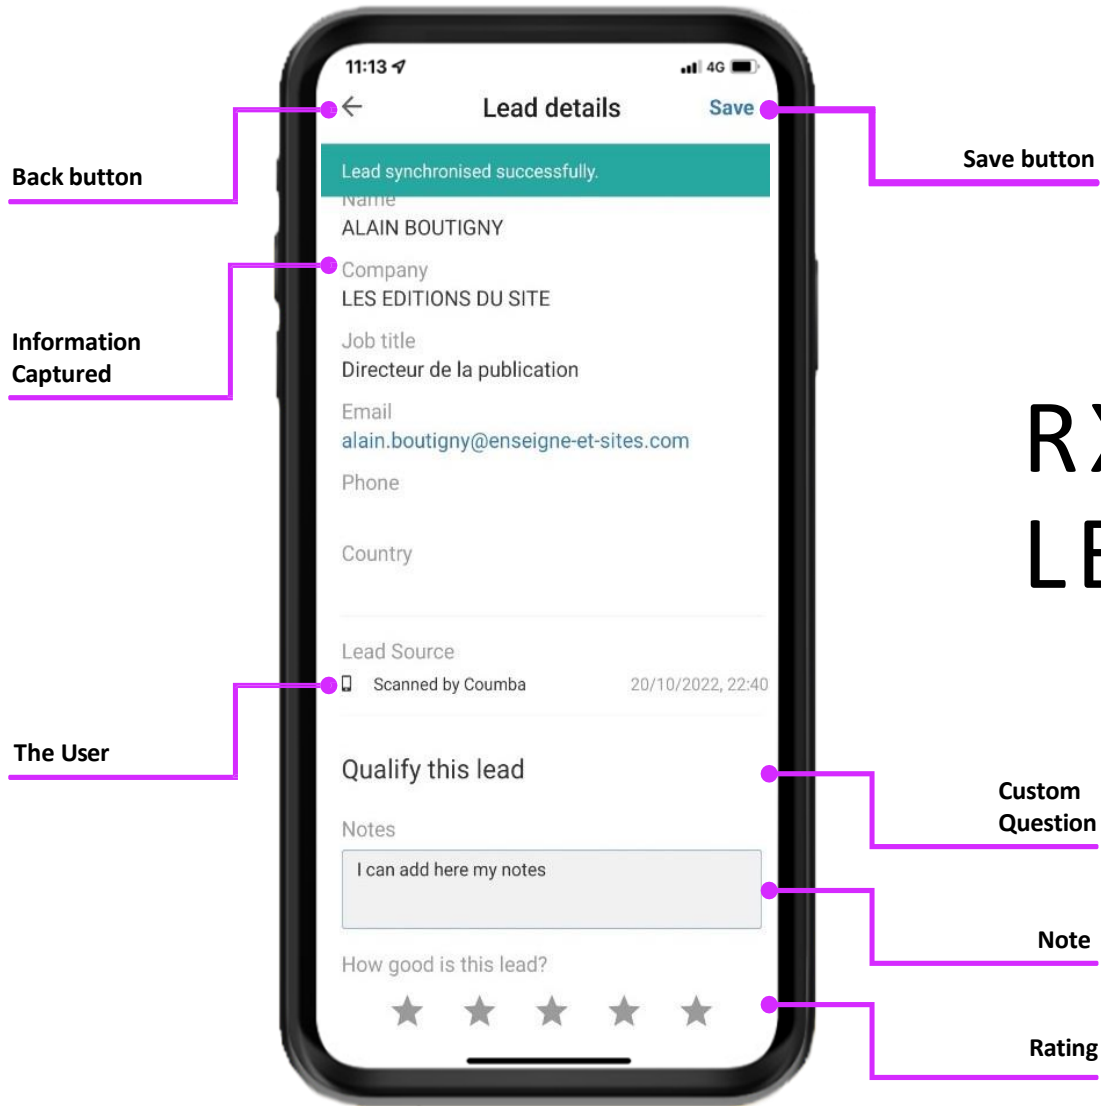 11:13
4G
Lead details
Save
Back button
Save button
Lead synchronised successfully.
Name
ALAIN BOUTIGNY
Company
LES EDITIONS DU SITE
Information
Captured
Job title
Directeur de la publication
Email
alain.boutigny@enseigne-et-sites.com
Phone
Country
Lead Source
Scanned by Coumba
20/10/2022, 22:40
The User
Qualify this lead
Custom
Question
Notes
I can add here my notes
Note
How good is this lead?
Rating
RX
LE